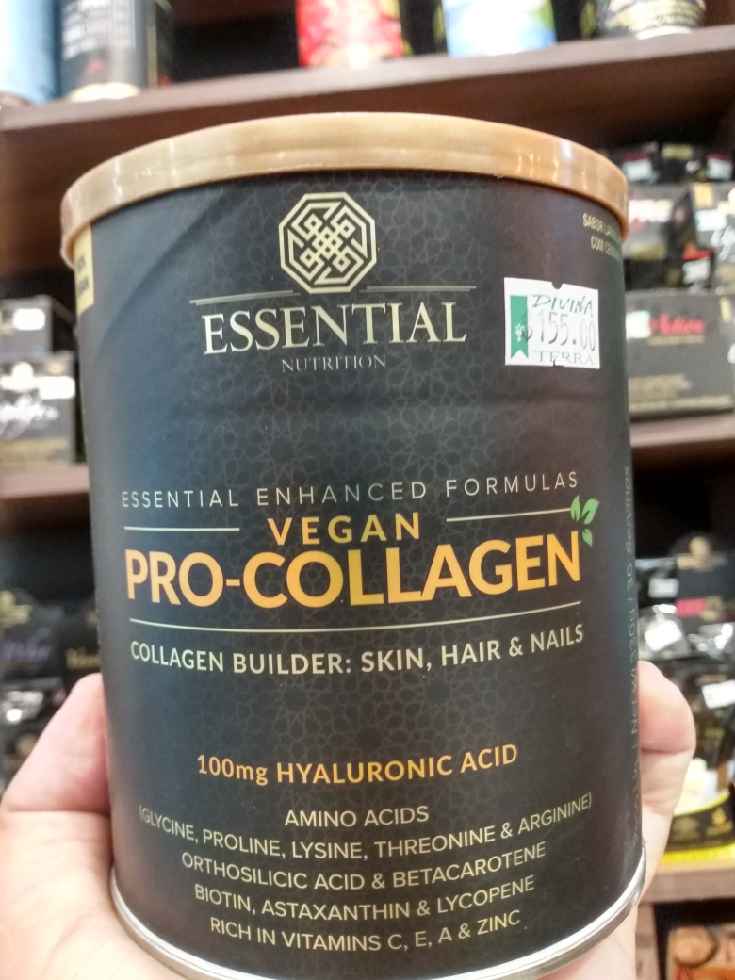 ESSENTIAL
NUTRITION
DIVINA
155.00
TERRA
ESSENTIAL ENHANCED FORMULAS
VEGAN
PRO-COLLAGEN
COLLAGEN BUILDER: SKIN, HAIR & NAILS
100mg HYALURONIC ACID
AMINO ACIDS
(GLYCINE, PROLINE, LYSINE, THREONINE & ARGININE)
ORTHOSILICIC ACID & BETACAROTENE
BIOTIN, ASTAXANTHIN & LYCOPENE
RICH IN VITAMINS C, E, A & ZINC